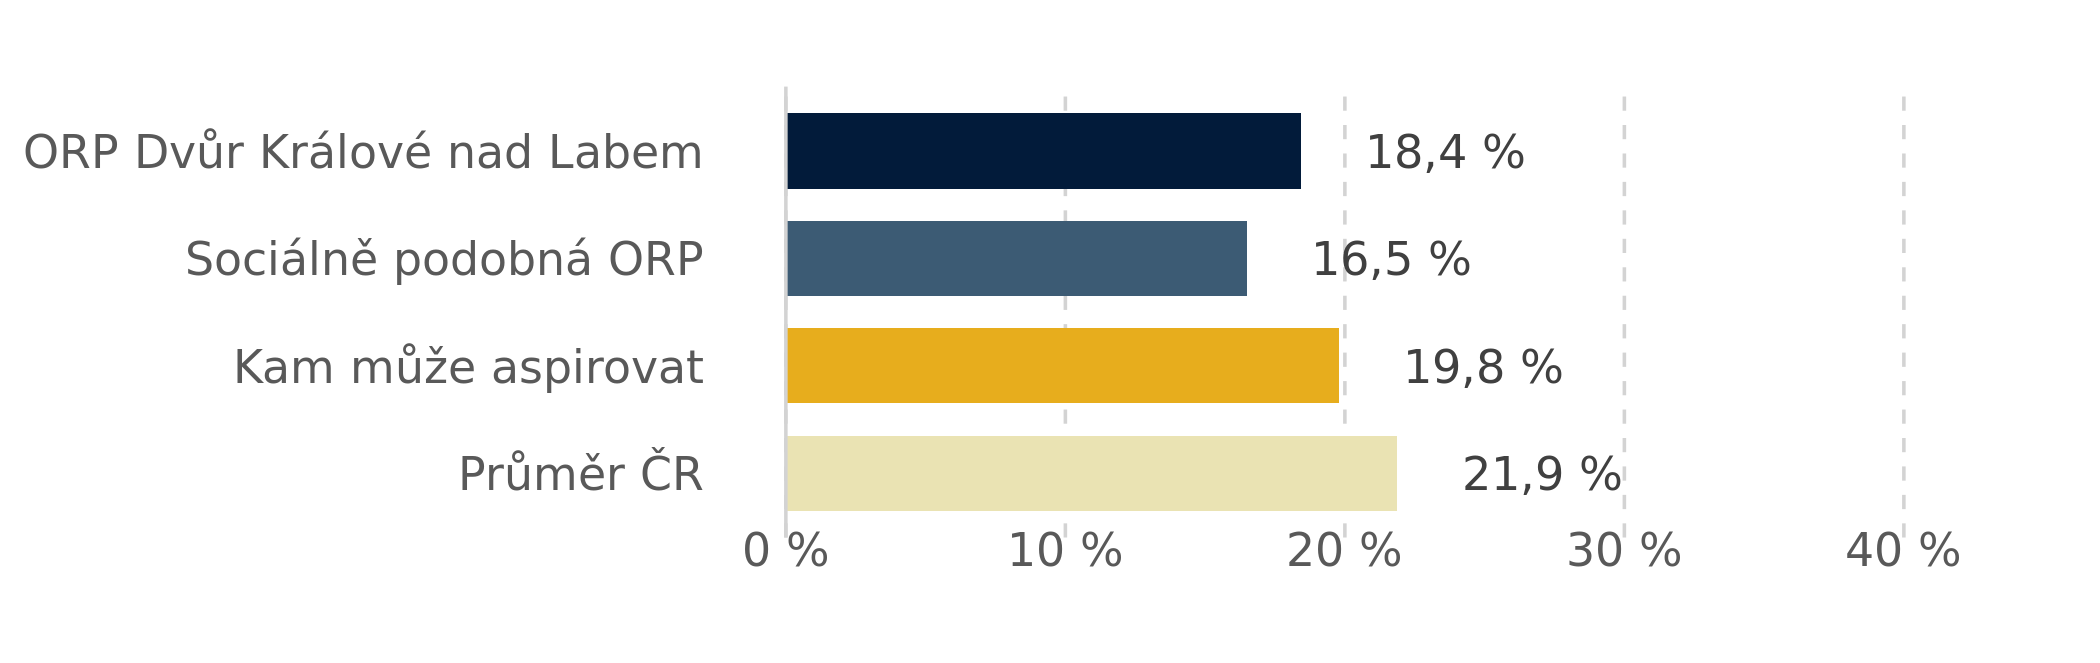 ORP Dvůr Králové nad Labem 18,4 %
Sociálně podobná ORP 16,5 %
Kam může aspirovat 19,8 %
Průměr ČR 21,9 %
0 % 10 % 20 % 30 % 40 %